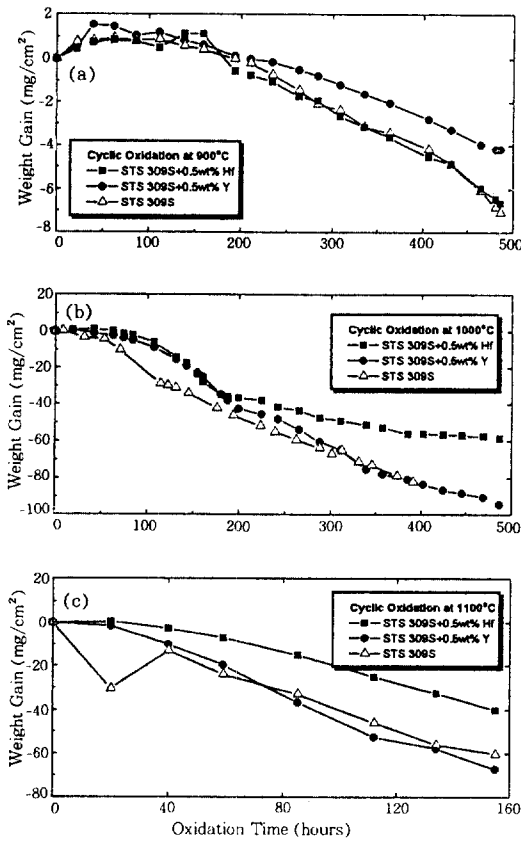 4
2
0
-2
-4
-6
-8
Weight Gain (mg/cm²)
(a)
Cyclic Oxidation at 900°C
STS 309S+0.5wt% Hf
STS 309S+0.5wt% Y
STS 309S
0 100 200 300 400 500
20
0
-20
-40
-60
-80
-100
Weight Gain (mg/cm²)
(b)
Cyclic Oxidation at 1000°C
STS 309S+0.5wt% Hf
STS 309S+0.5wt% Y
STS 309S
0 100 200 300 400 500
20
0
-20
-40
-60
-80
Weight Gain (mg/cm²)
(c)
Cyclic Oxidation at 1100°C
STS 309S+0.5wt% Hf
STS 309S+0.5wt% Y
STS 309S
0 40 80 120 160
Oxidation Time (hours)